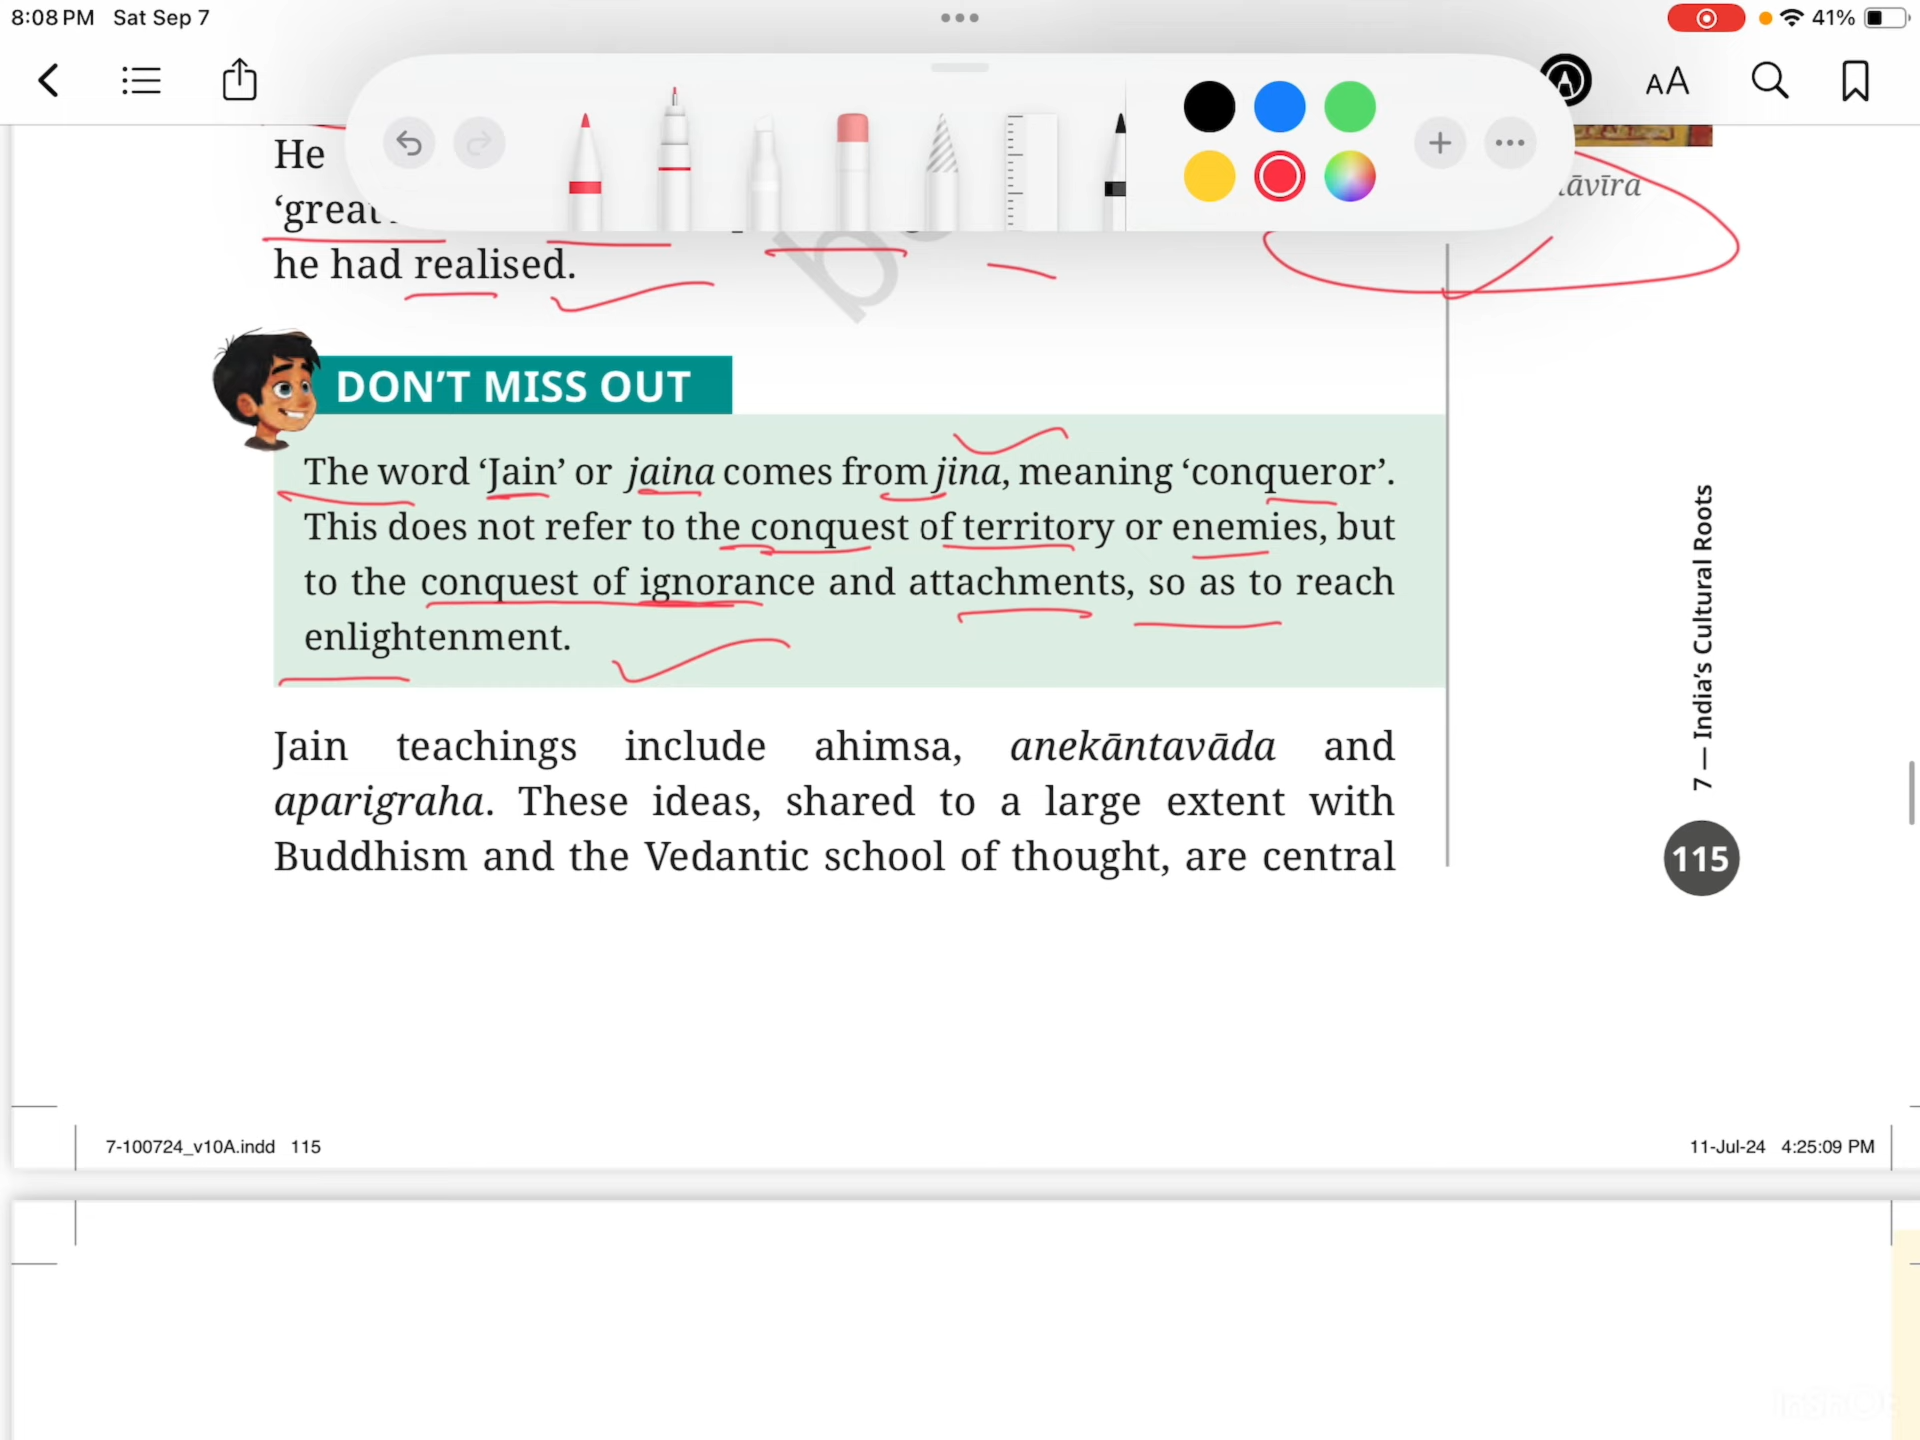 8:08 PM Sat Sep 7
41%
AA
He
‘great
he had realised.
āvīra
DON’T MISS OUT
The word ‘Jain’ or jaina comes from jina, meaning ‘conqueror’.
This does not refer to the conquest of territory or enemies, but
to the conquest of ignorance and attachments, so as to reach
enlightenment.
Jain teachings include ahimsa, anekāntavāda and
aparigraha. These ideas, shared to a large extent with
Buddhism and the Vedantic school of thought, are central
7 — India’s Cultural Roots
115
7-100724_v10A.indd 115
11-Jul-24 4:25:09 PM